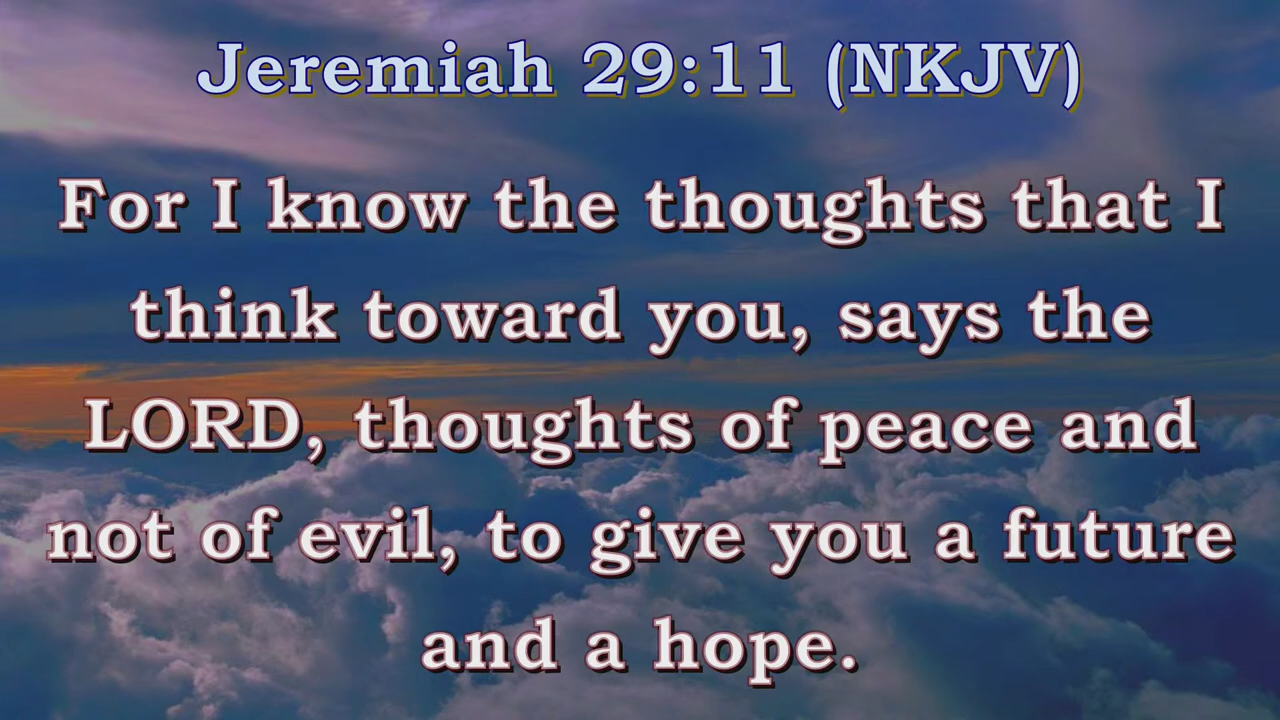 Jeremiah 29:11 (NKJV)
For I know the thoughts that I
think toward you, says the
LORD, thoughts of peace and
not of evil, to give you a future
and a hope.